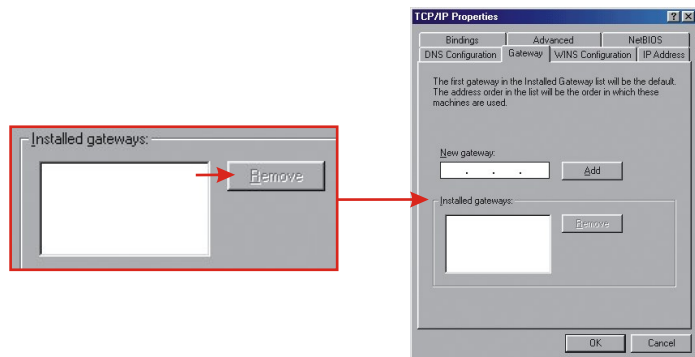 Installed gateways:
Remove
TCP/IP Properties
Bindings
Advanced
NetBIOS
DNS Configuration
Gateway
WINS Configuration
IP Address
The first gateway in the Installed Gateway list will be the default.
The address order in the list will be the order in which these
machines are used.
New gateway:
. . .
Add
Installed gateways:
Remove
OK
Cancel